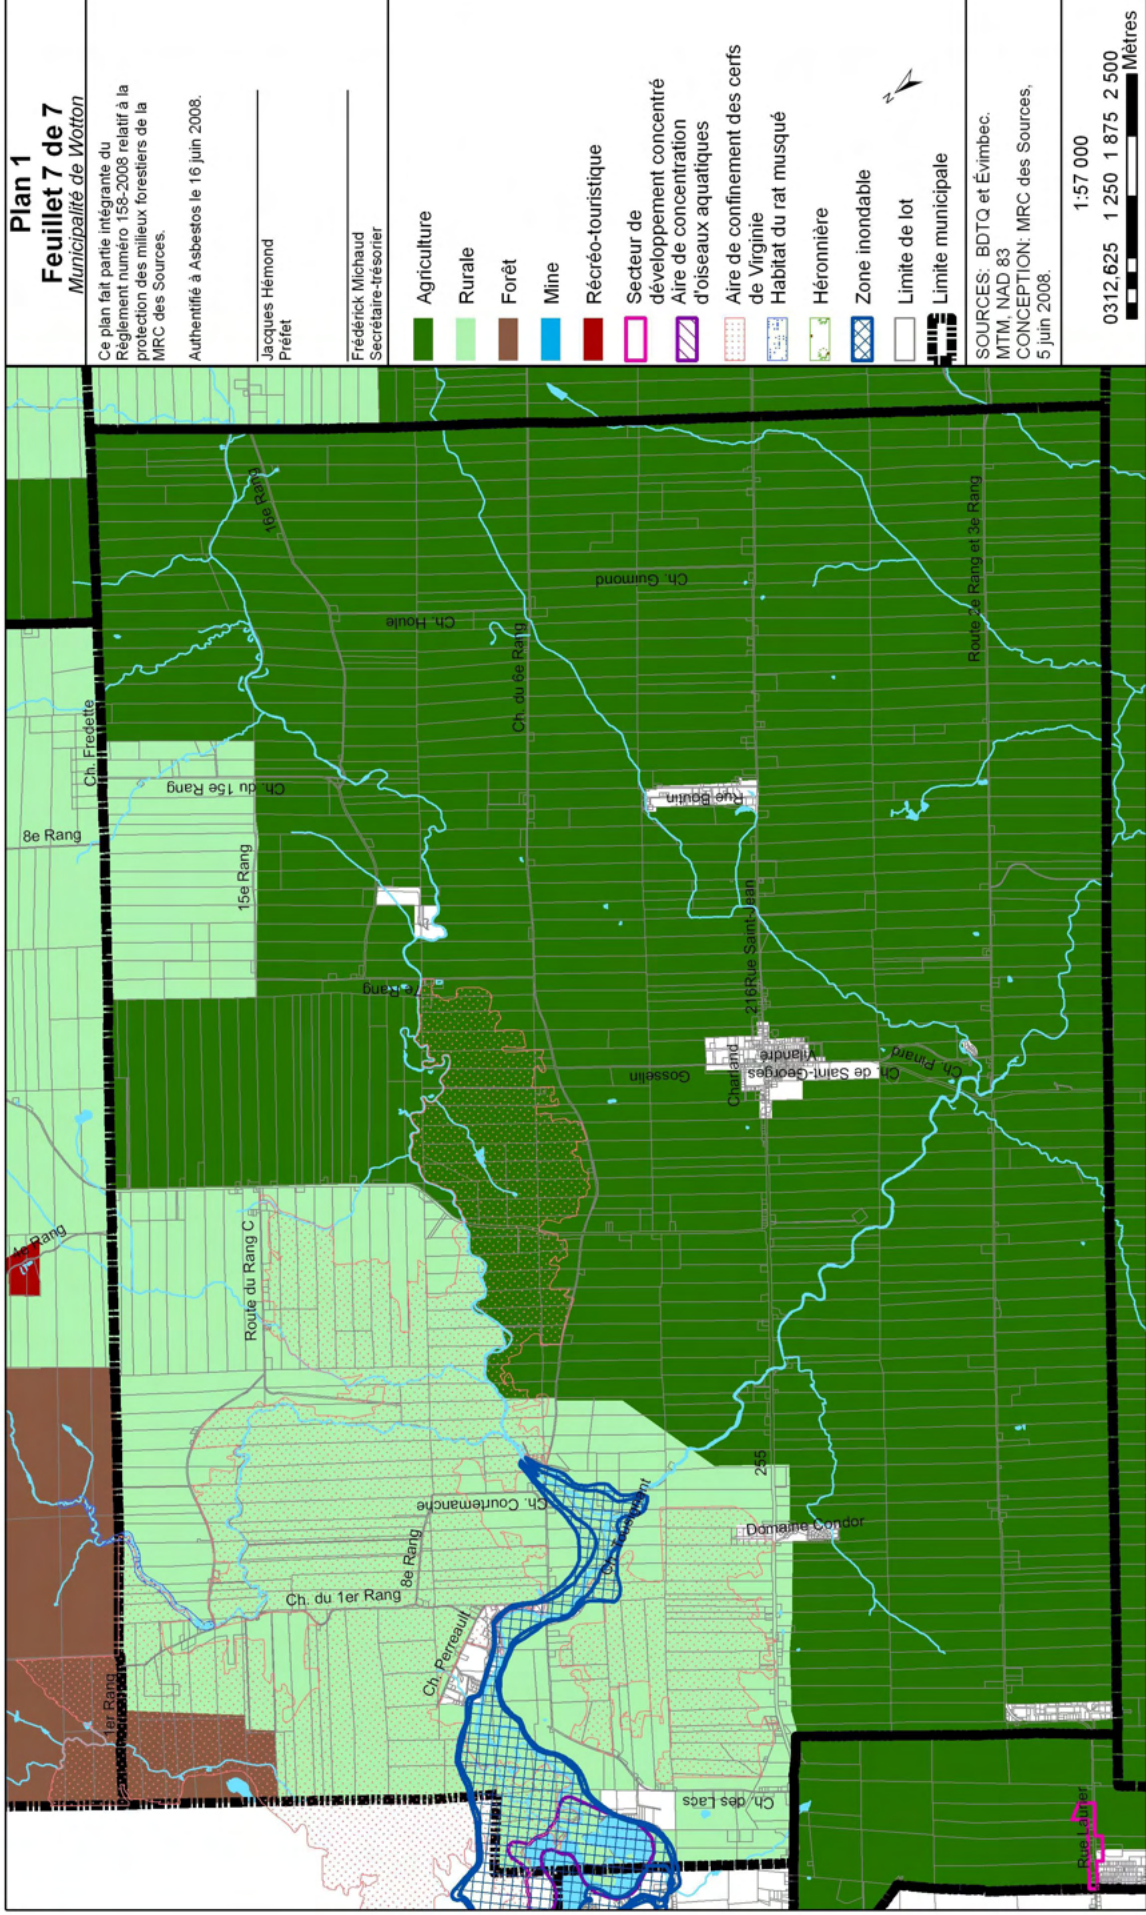 Plan 1
Feuillet 7 de 7
Municipalité de Wotton
Ce plan fait partie intégrante du
Règlement numéro 158-2008 relatif à la
protection des milieux forestiers de la
MRC des Sources.
Authentifié à Asbestos le 16 juin 2008.
Jacques Hémond
Préfet
Frédérick Michaud
Secrétaire-trésorier
Agriculture
Rurale
Forêt
Mine
Récréo-touristique
Secteur de
développement concentré
Aire de concentration
d'oiseaux aquatiques
Aire de confinement des cerfs
de Virginie
Habitat du rat musqué
Héronnière
Zone inondable
Limite de lot
Limite municipale
N
SOURCES: BDTQ et Évimbec.
MTM, NAD 83
CONCEPTION: MRC des Sources,
5 juin 2008.
1:57 000
0312,625 1 250 1 875 2 500
Mètres
16e Rang
Ch. Houle
Ch. Guimond
Route 2e Rang et 3e Rang
Ch. du 6e Rang
Ch. Fredette
Ch. du 15e Rang
8e Rang
15e Rang
Rue Boutin
7e Rang
216Rue Saint-Jean
Gosselin
Charland
Vilandré
Ch. de Saint-Georges
Ch. Pinard
4e Rang
Route du Rang C
255
Ch. Courtemanche
8e Rang
Domaine Condor
Ch. du 1er Rang
Ch. Perreault
1er Rang
Ch. des Lacs
Rue Laurier